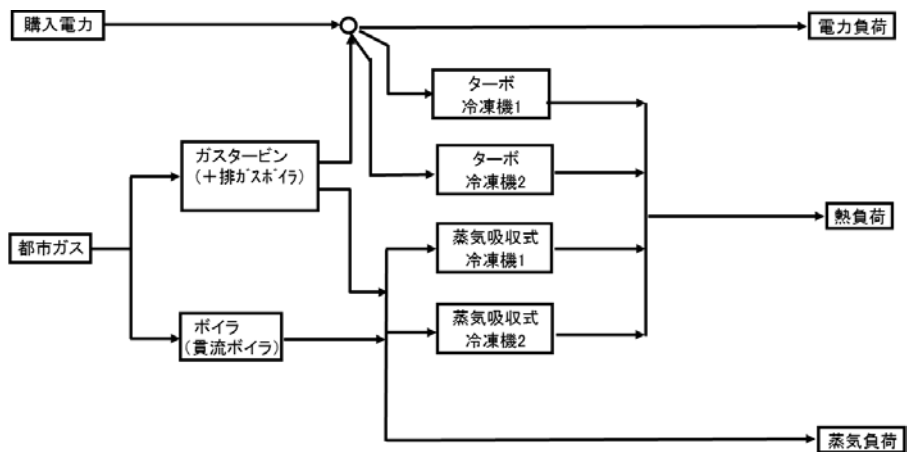 購入電力
電力負荷
ターボ
冷凍機1
ガスタービン
(+排ガスボイラ)
ターボ
冷凍機2
熱負荷
都市ガス
蒸気吸収式
冷凍機1
ボイラ
(貫流ボイラ)
蒸気吸収式
冷凍機2
蒸気負荷